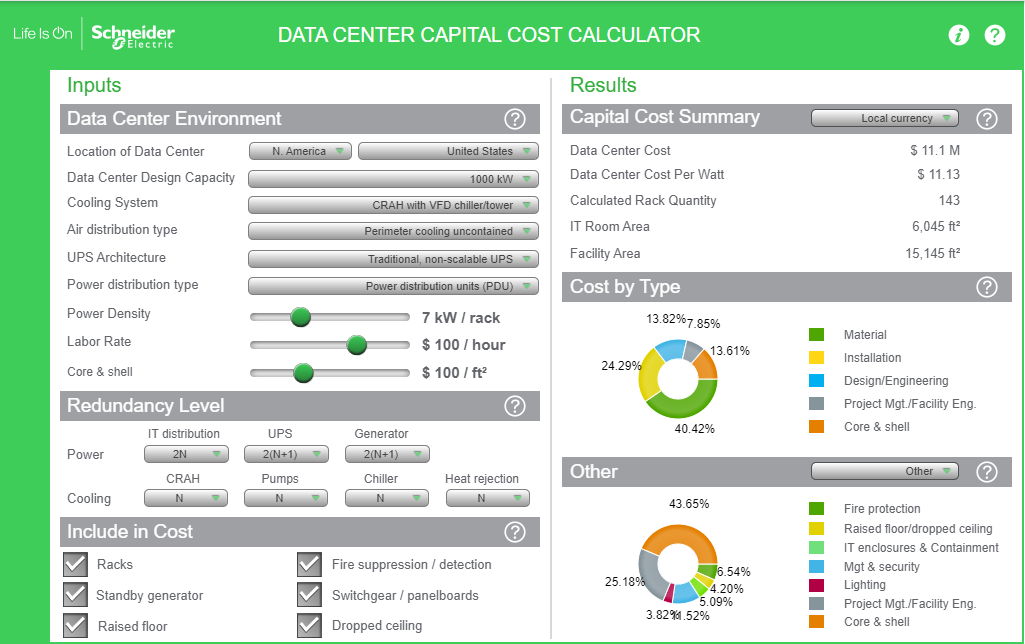 Life Is On
Schneider
Electric
DATA CENTER CAPITAL COST CALCULATOR
i
?
Inputs
Data Center Environment
?
Location of Data Center
N. America
United States
Data Center Design Capacity
1000 kW
Cooling System
CRAH with VFD chiller/tower
Air distribution type
Perimeter cooling uncontained
UPS Architecture
Traditional, non-scalable UPS
Power distribution type
Power distribution units (PDU)
Power Density
7 kW / rack
Labor Rate
$ 100 / hour
Core & shell
$ 100 / ft²
Redundancy Level
?
IT distribution
UPS
Generator
Power
2N
2(N+1)
2(N+1)
CRAH
Pumps
Chiller
Heat rejection
Cooling
N
N
N
N
Include in Cost
?
Racks
Fire suppression / detection
Standby generator
Switchgear / panelboards
Raised floor
Dropped ceiling
Results
Capital Cost Summary
Local currency
?
Data Center Cost
$ 11.1 M
Data Center Cost Per Watt
$ 11.13
Calculated Rack Quantity
143
IT Room Area
6,045 ft²
Facility Area
15,145 ft²
Cost by Type
?
13.82%
7.85%
13.61%
24.29%
40.42%
Material
Installation
Design/Engineering
Project Mgt./Facility Eng.
Core & shell
Other
Other
?
43.65%
6.54%
4.20%
5.09%
11.52%
3.82%
25.18%
Fire protection
Raised floor/dropped ceiling
IT enclosures & Containment
Mgt & security
Lighting
Project Mgt./Facility Eng.
Core & shell